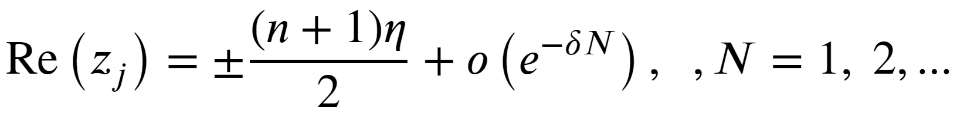 Re (z_j) = ± (n + 1)η / 2 + o (e^{−δN}) ,  , N = 1, 2, ...